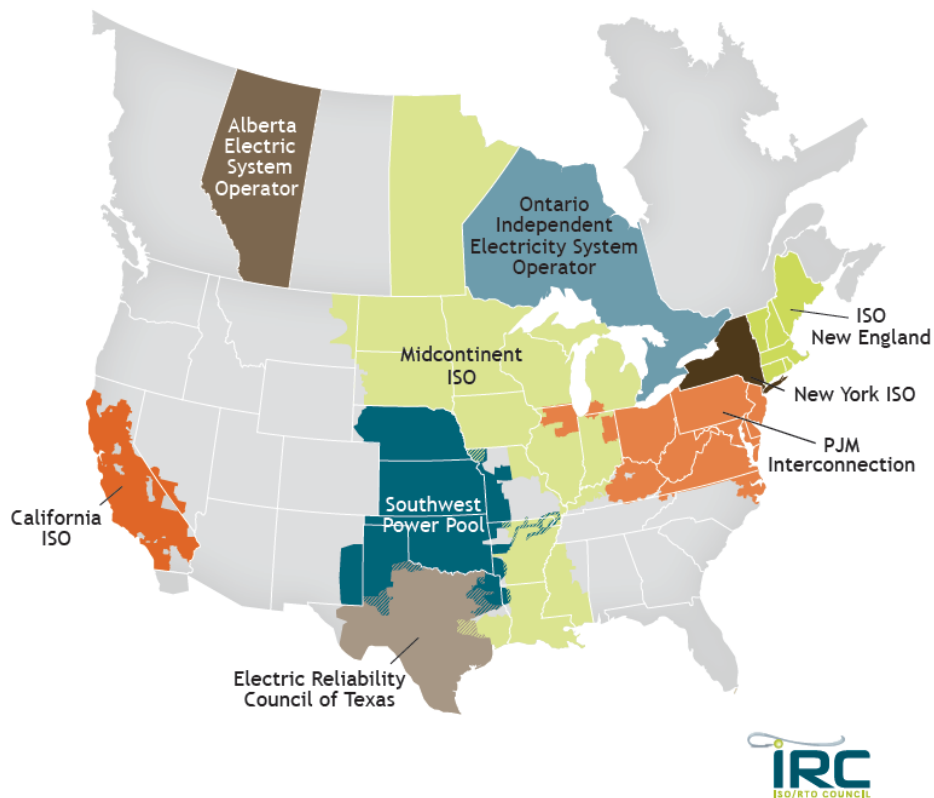 Alberta
Electric
System
Operator
Ontario
Independent
Electricity System
Operator
ISO
New England
Midcontinent
ISO
New York ISO
PJM
Interconnection
California
ISO
Southwest
Power Pool
Electric Reliability
Council of Texas
IRC
ISO/RTO COUNCIL